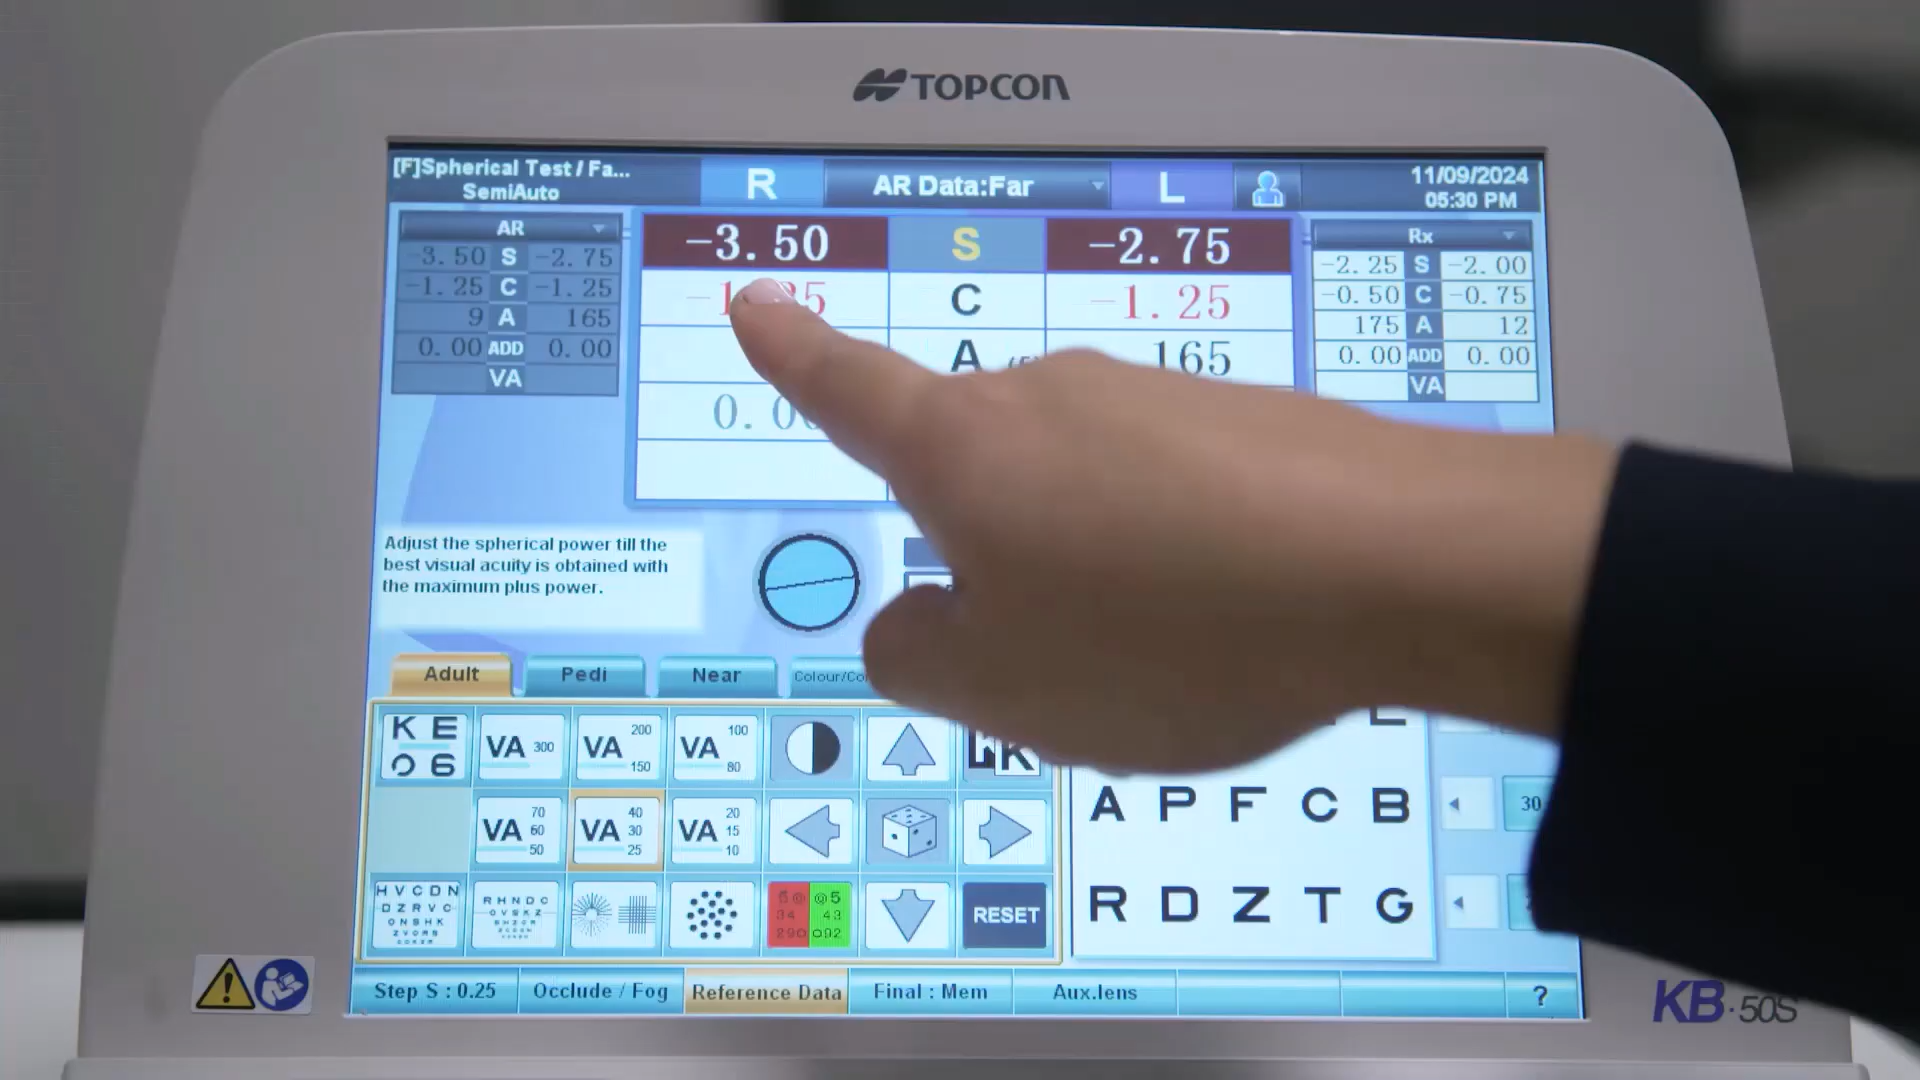 TOPCON
[F]Spherical Test / Fa...
SemiAuto
R
AR Data:Far
L
11/09/2024
05:30 PM
AR
-3.50 S -2.75
-1.25 C -1.25
9 A 165
0.00 ADD 0.00
VA
-3.50 S -2.75
C -1.25
A 165
Rx
-2.25 S -2.00
-0.50 C -0.75
175 A 12
0.00 ADD 0.00
VA
Adjust the spherical power till the
best visual acuity is obtained with
the maximum plus power.
Adult
Pedi
Near
K E
VA 300
VA 200 150
VA 100 80
K
VA 70 60 50
VA 40 30 25
VA 20 15 10
H V C D N
D Z R V C
O N S H K
Z V O R S
R H N D C
O V S K Z
RESET
A P F C B
R D Z T G
30
Step S : 0.25
Occlude / Fog
Reference Data
Final : Mem
Aux.lens
?
KB-50S